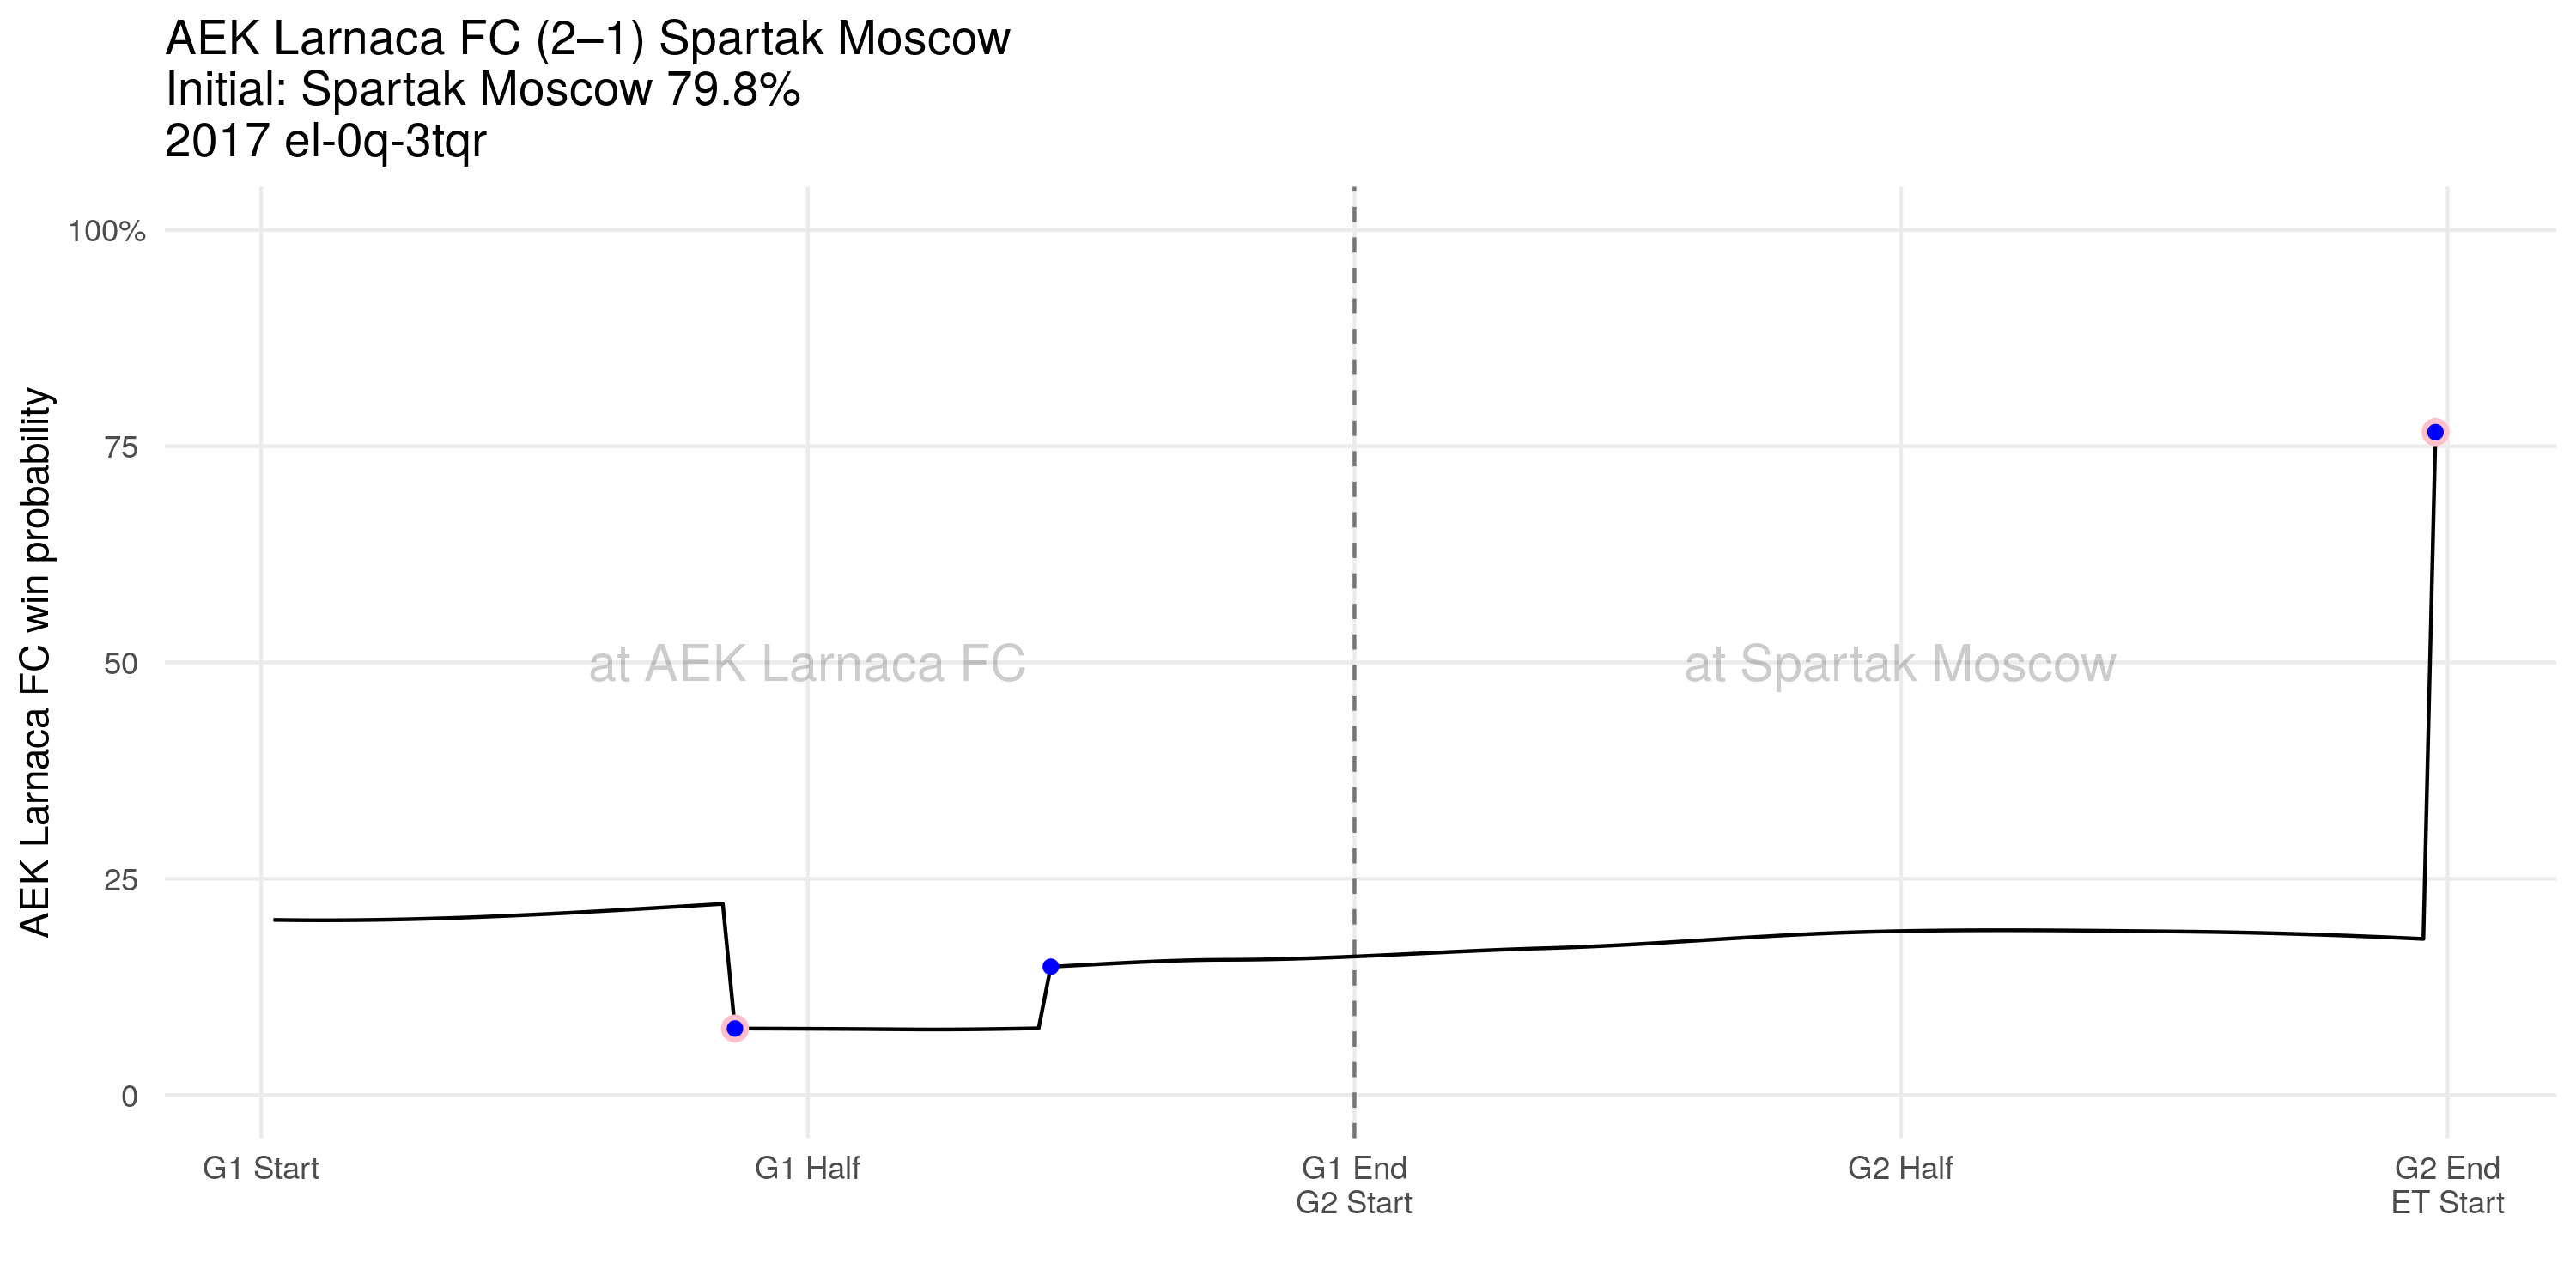 AEK Larnaca FC (2–1) Spartak Moscow
Initial: Spartak Moscow 79.8%
2017 el-0q-3tqr
AEK Larnaca FC win probability
100%
75
50
25
0
at AEK Larnaca FC
at Spartak Moscow
G1 Start
G1 Half
G1 End
G2 Start
G2 Half
G2 End
ET Start